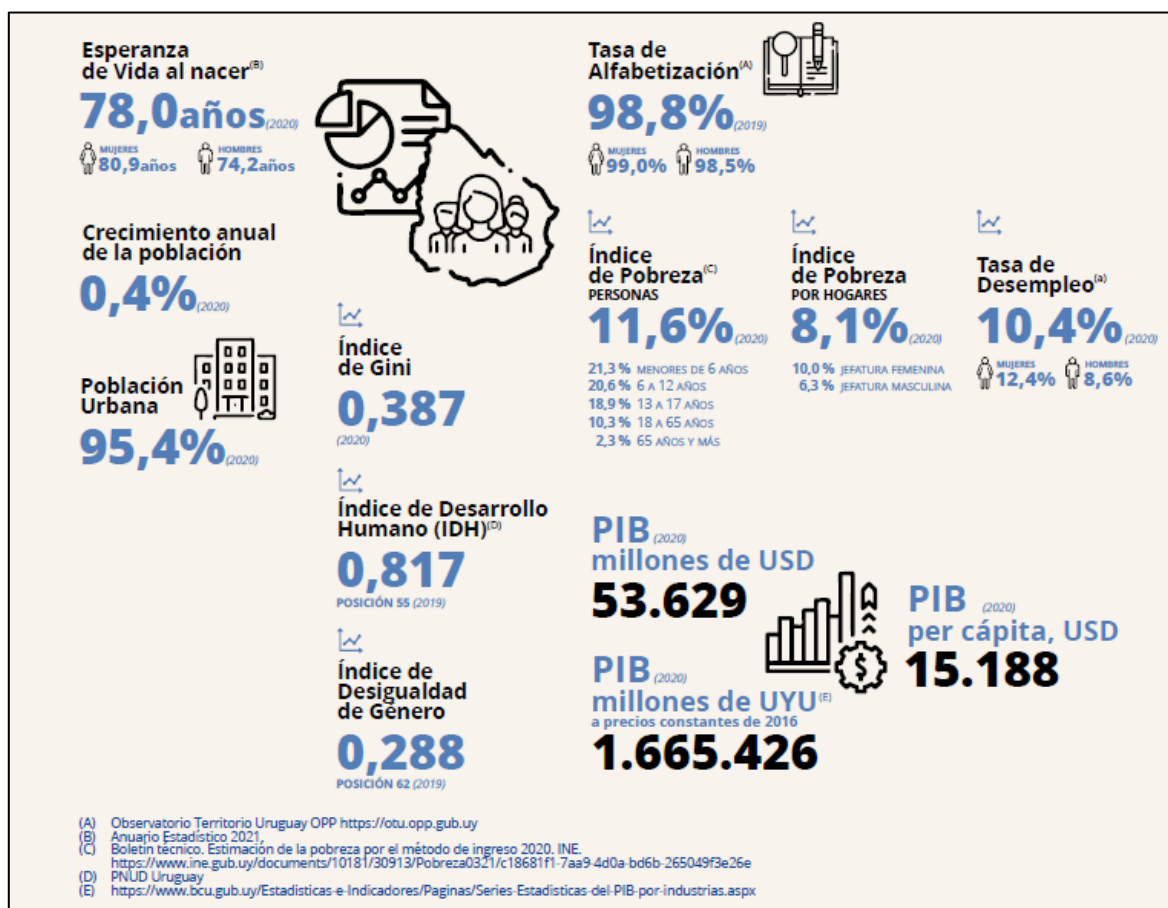 Esperanza
de Vida al nacer(B)
78,0años(2020)
MUJERES
80,9años
HOMBRES
74,2años
Crecimiento anual
de la población
0,4%(2020)
Población
Urbana
95,4%(2020)
Índice
de Gini
0,387
(2020)
Índice de Desarrollo
Humano (IDH)(D)
0,817
POSICIÓN 55 (2019)
Índice de
Desigualdad
de Género
0,288
POSICIÓN 62 (2019)
Tasa de
Alfabetización(A)
98,8%(2019)
MUJERES
99,0%
HOMBRES
98,5%
Índice
de Pobreza(C)
PERSONAS
11,6%(2020)
21,3 % MENORES DE 6 AÑOS
20,6 % 6 A 12 AÑOS
18,9 % 13 A 17 AÑOS
10,3 % 18 A 65 AÑOS
2,3 % 65 AÑOS Y MÁS
Índice
de Pobreza
POR HOGARES
8,1%(2020)
10,0 % JEFATURA FEMENINA
6,3 % JEFATURA MASCULINA
Tasa de
Desempleo(a)
10,4%(2020)
MUJERES
12,4%
HOMBRES
8,6%
PIB (2020)
millones de USD
53.629
PIB (2020)
millones de UYU(E)
a precios constantes de 2016
1.665.426
$
PIB (2020)
per cápita, USD
15.188
(A) Observatorio Territorio Uruguay OPP https://otu.opp.gub.uy
(B) Anuario Estadístico 2021,
(C) Boletin técnico. Estimación de la pobreza por el método de ingreso 2020. INE.
https://www.ine.gub.uy/documents/10181/30913/Pobreza0321/c18681f1-7aa9-4d0a-bd6b-265049f3e26e
(D) PNUD Uruguay
(E) https://www.bcu.gub.uy/Estadisticas-e-Indicadores/Paginas/Series-Estadisticas-del-PIB-por-industrias.aspx